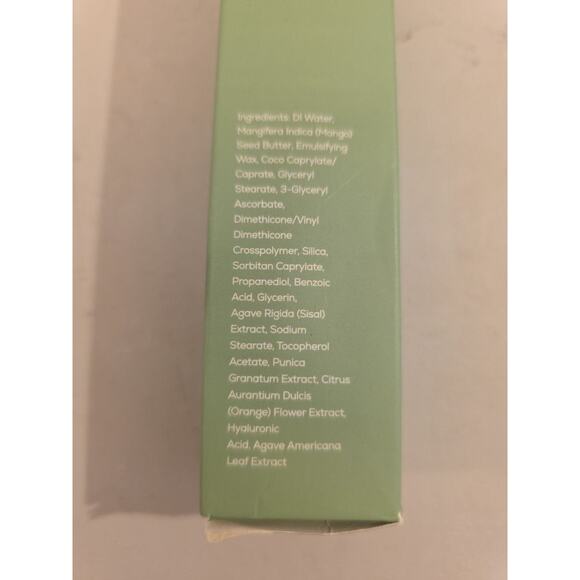 Ingredients: DI Water,
Mangifera Indica (Mango)
Seed Butter, Emulsifying
Wax, Coco Caprylate/
Caprate, Glyceryl
Stearate, 3-Glyceryl
Ascorbate,
Dimethicone/Vinyl
Dimethicone
Crosspolymer, Silica,
Sorbitan Caprylate,
Propanediol, Benzoic
Acid, Glycerin,
Agave Rigida (Sisal)
Extract, Sodium
Stearate, Tocopherol
Acetate, Punica
Granatum Extract, Citrus
Aurantium Dulcis
(Orange) Flower Extract,
Hyaluronic
Acid, Agave Americana
Leaf Extract